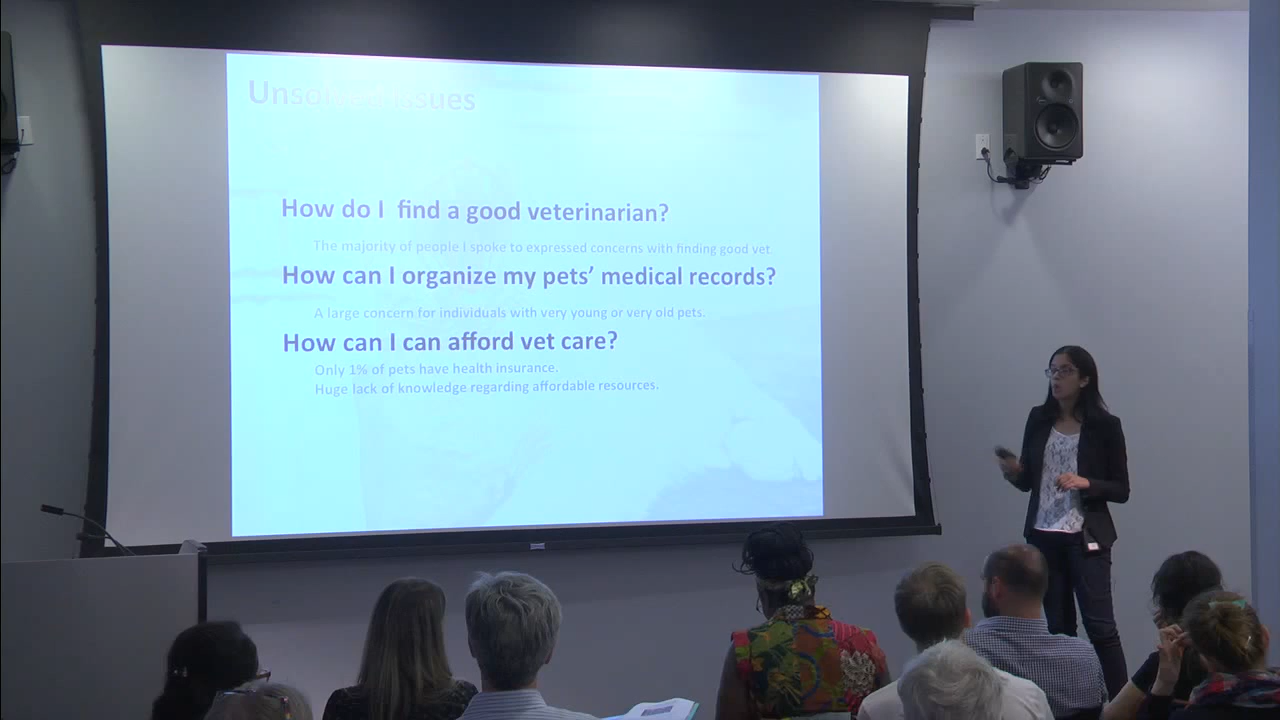 Unsolved issues
How do I find a good veterinarian?
The majority of people I spoke to expressed concerns with finding good vet.
How can I organize my pets’ medical records?
A large concern for individuals with very young or very old pets.
How can I can afford vet care?
Only 1% of pets have health insurance.
Huge lack of knowledge regarding affordable resources.